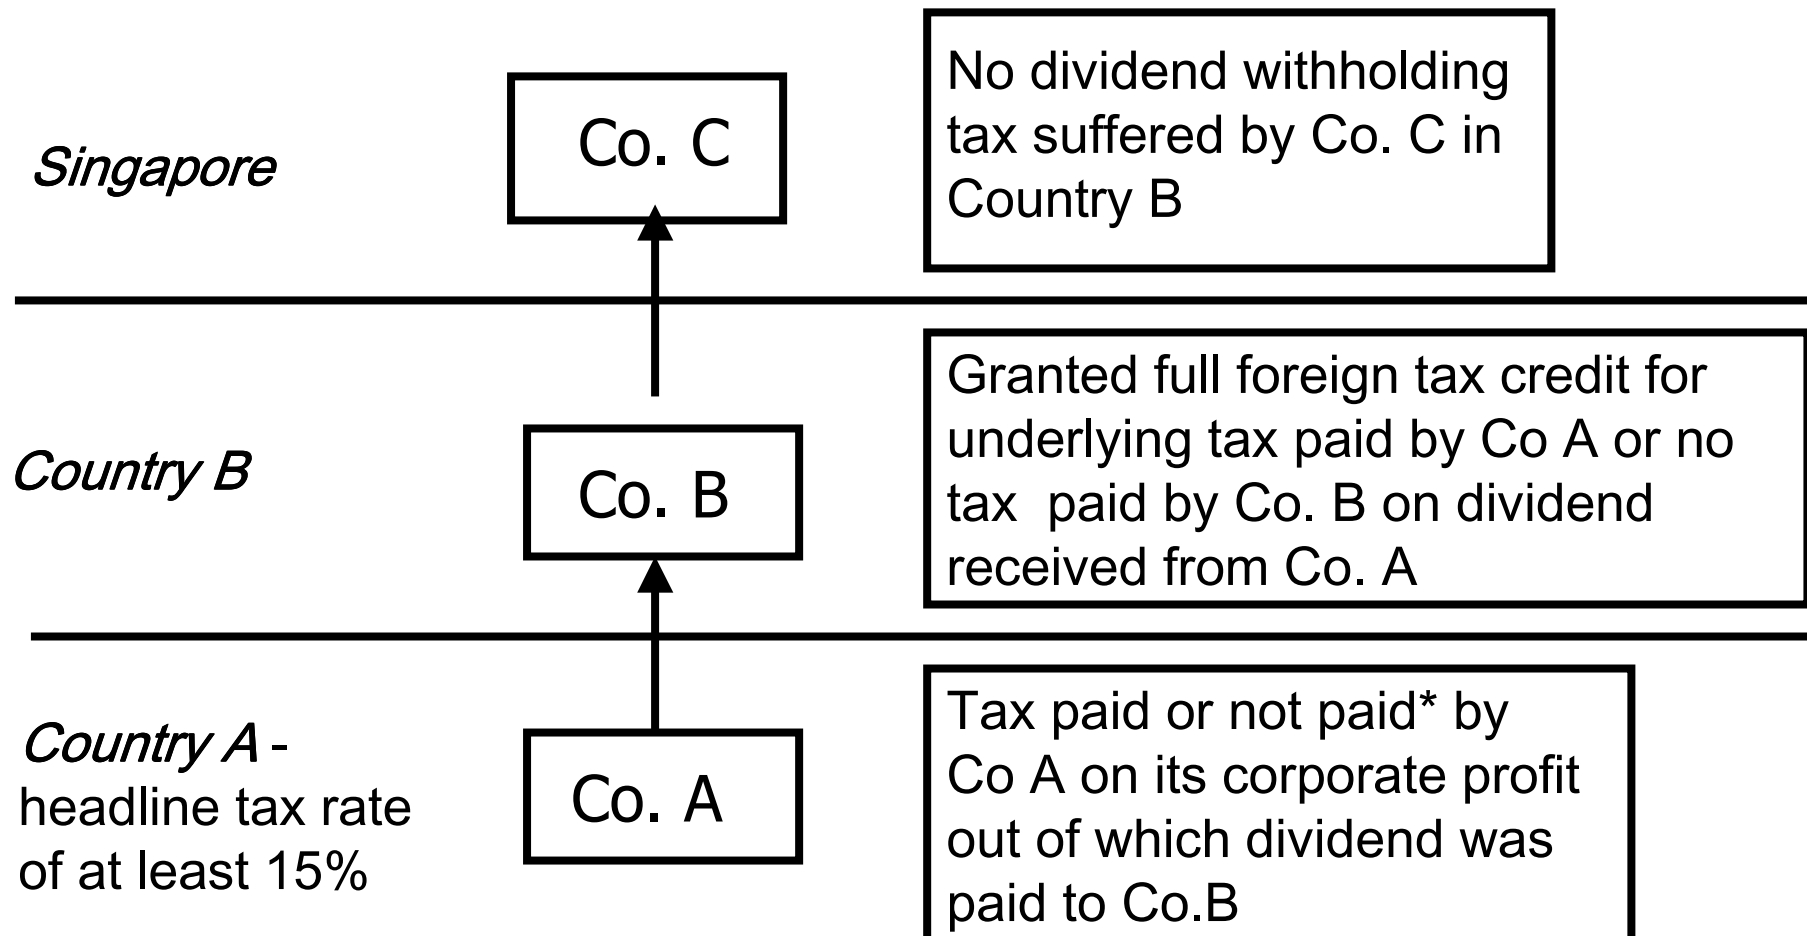 Singapore
Co. C
No dividend withholding
tax suffered by Co. C in
Country B
Country B
Co. B
Granted full foreign tax credit for
underlying tax paid by Co A or no
tax  paid by Co. B on dividend
received from Co. A
Country A -
headline tax rate
of at least 15%
Co. A
Tax paid or not paid* by
Co A on its corporate profit
out of which dividend was
paid to Co.B